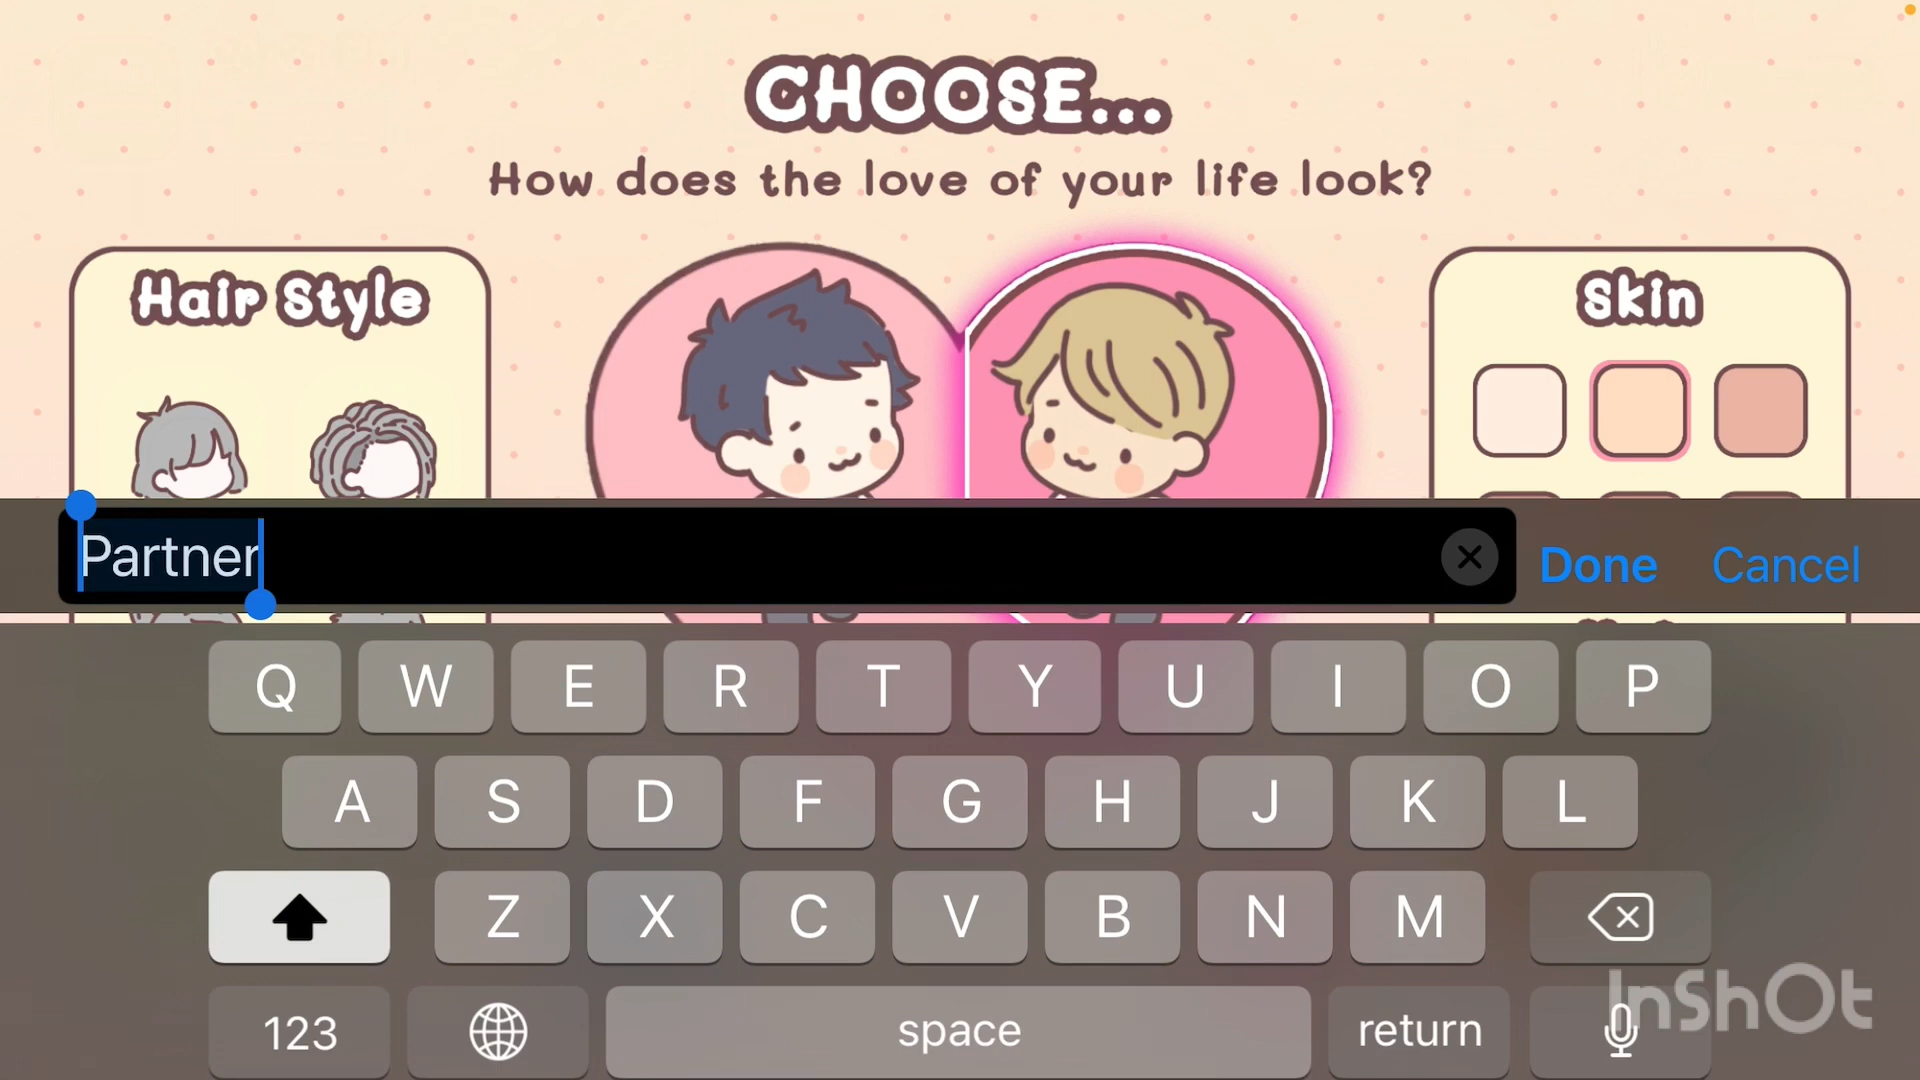 CHOOSE...
How does the love of your life look?
Hair Style
Skin
Partner
Done
Cancel
Q W E R T Y U I O P
A S D F G H J K L
Z X C V B N M
123
space
return
InShOt